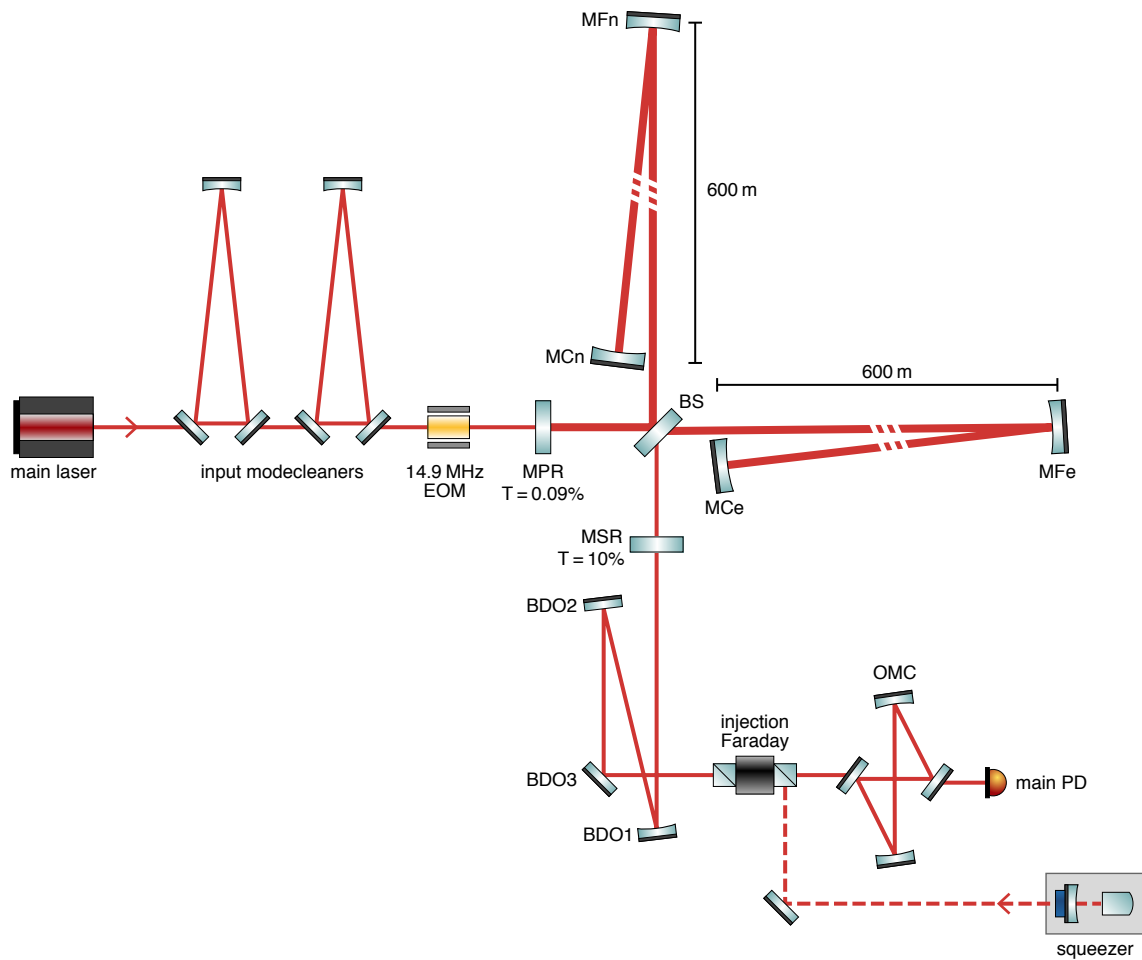 MFn
600 m
MCn
600 m
BS
main laser
input modecleaners
14.9 MHz
EOM
MPR
T = 0.09%
MCe
MFe
MSR
T = 10%
BDO2
OMC
injection
Faraday
BDO3
main PD
BDO1
squeezer